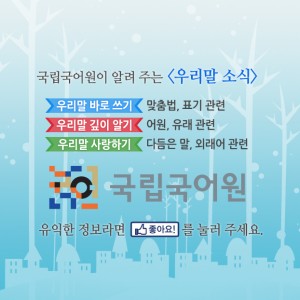 국립국어원이 알려 주는 <우리말 소식>
우리말 바로 쓰기 맞춤법, 표기 관련
우리말 깊이 알기 어원, 유래 관련
우리말 사랑하기 다듬은 말, 외래어 관련
국립국어원
유익한 정보라면 좋아요! 를 눌러 주세요.